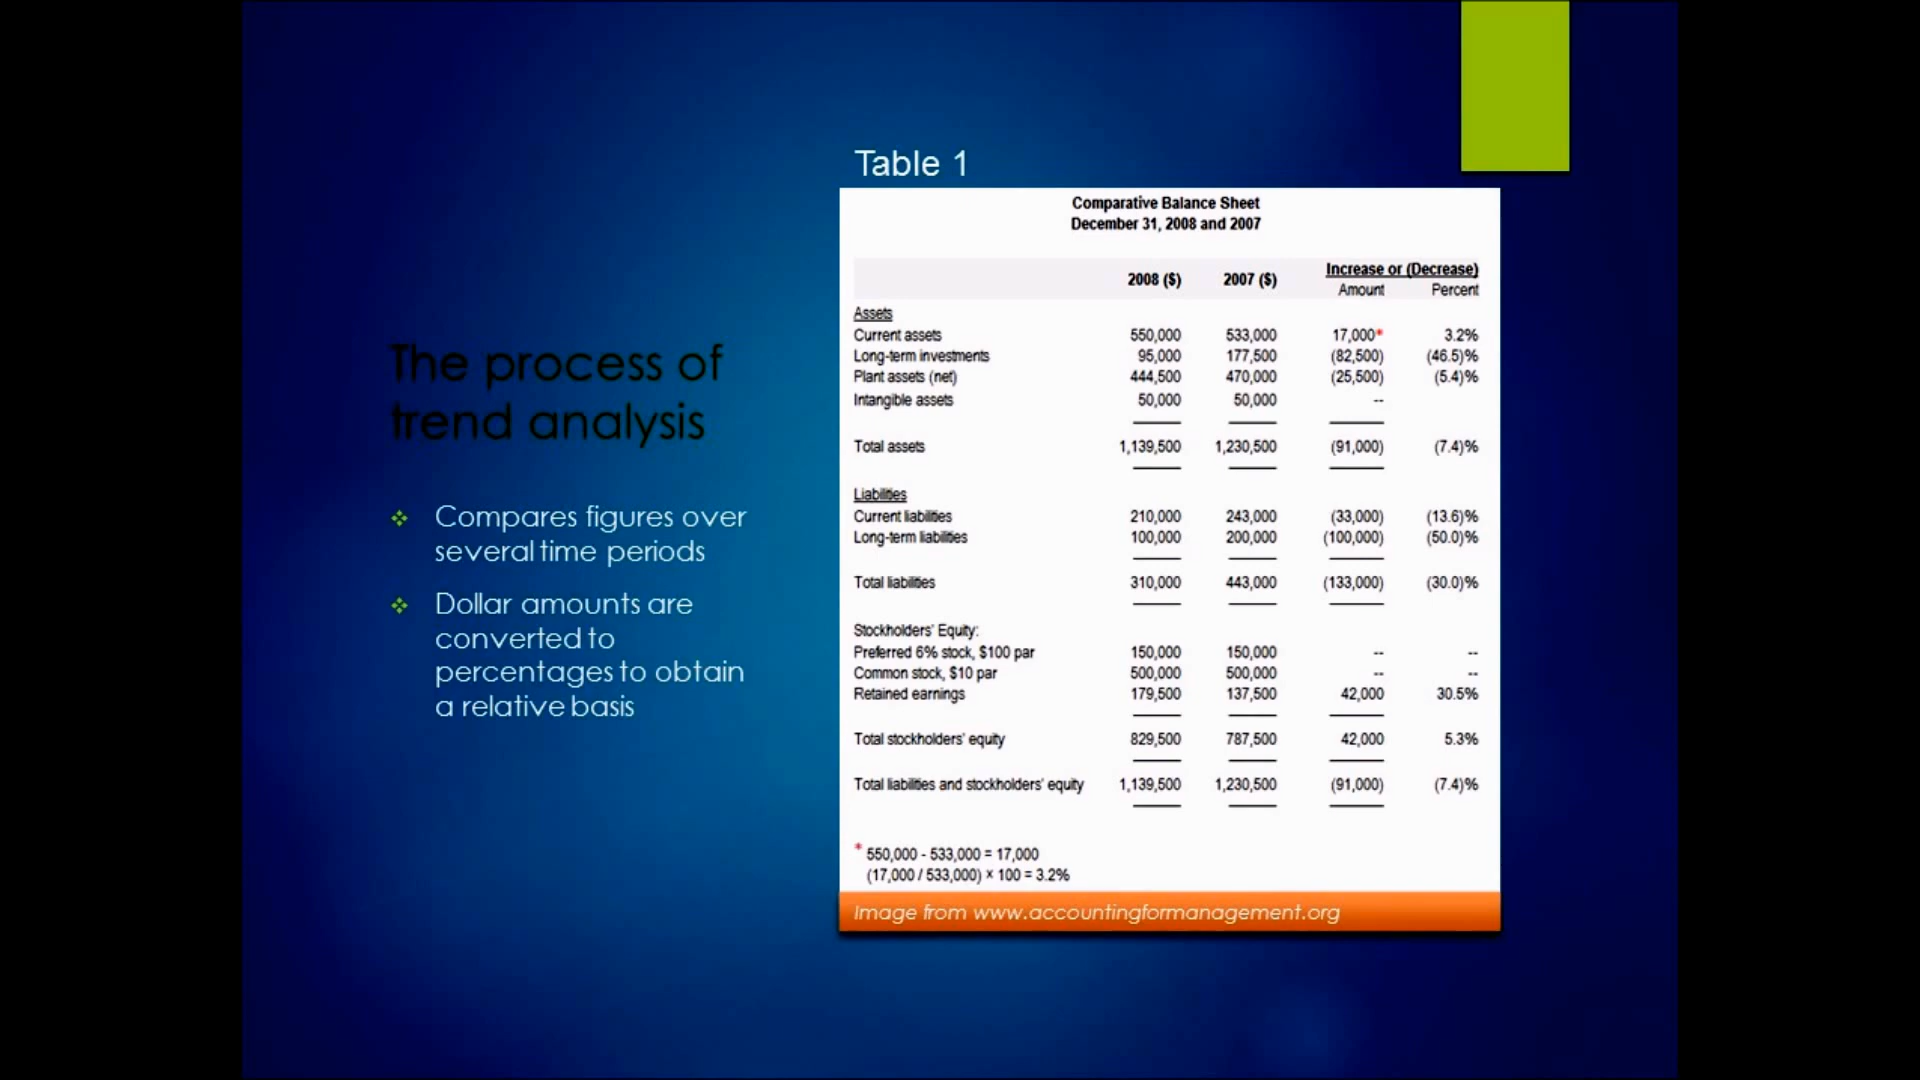 The process of
trend analysis
❖ Compares figures over
several time periods
❖ Dollar amounts are
converted to
percentages to obtain
a relative basis
Table 1
Comparative Balance Sheet
December 31, 2008 and 2007
2008 ($) 2007 ($) Increase or (Decrease)
Amount Percent
Assets
Current assets 550,000 533,000 17,000* 3.2%
Long-term investments 95,000 177,500 (82,500) (46.5)%
Plant assets (net) 444,500 470,000 (25,500) (5.4)%
Intangible assets 50,000 50,000 --
Total assets 1,139,500 1,230,500 (91,000) (7.4)%
Liabilities
Current liabilities 210,000 243,000 (33,000) (13.6)%
Long-term liabilities 100,000 200,000 (100,000) (50.0)%
Total liabilities 310,000 443,000 (133,000) (30.0)%
Stockholders' Equity:
Preferred 6% stock, $100 par 150,000 150,000 -- --
Common stock, $10 par 500,000 500,000 -- --
Retained earnings 179,500 137,500 42,000 30.5%
Total stockholders' equity 829,500 787,500 42,000 5.3%
Total liabilities and stockholders' equity 1,139,500 1,230,500 (91,000) (7.4)%
* 550,000 - 533,000 = 17,000
(17,000 / 533,000) × 100 = 3.2%
Image from www.accountingformanagement.org